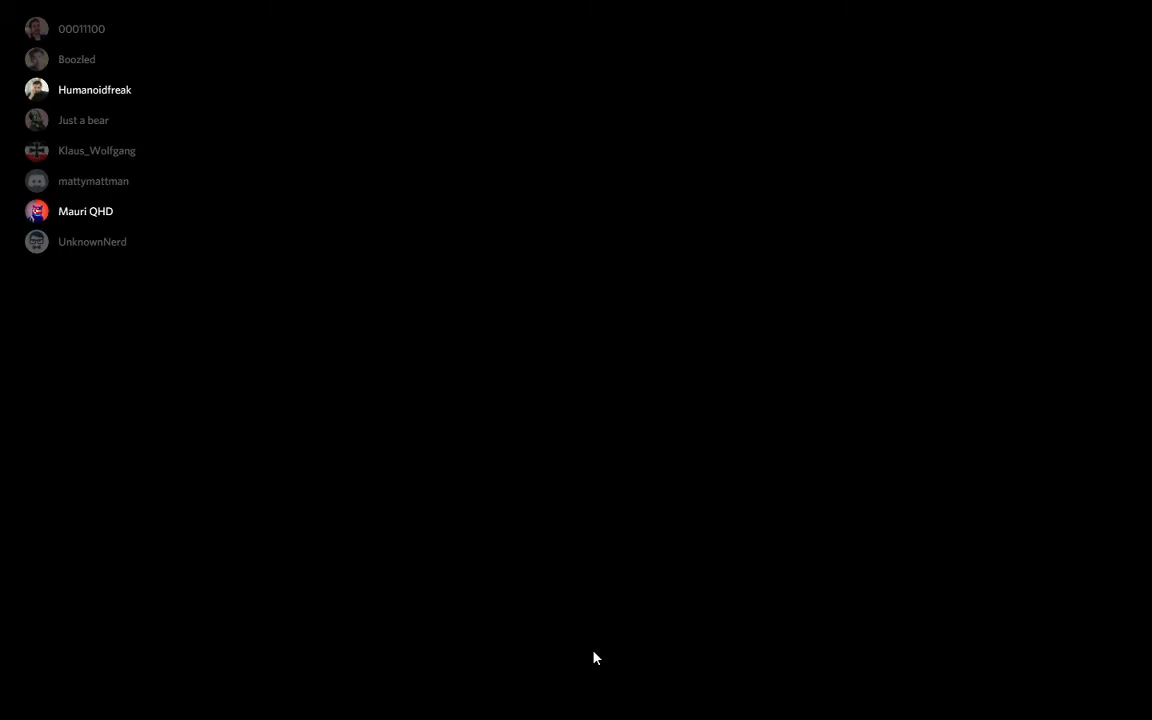 00011100
Boozled
Humanoidfreak
Just a bear
Klaus_Wolfgang
mattymattman
Mauri QHD
UnknownNerd